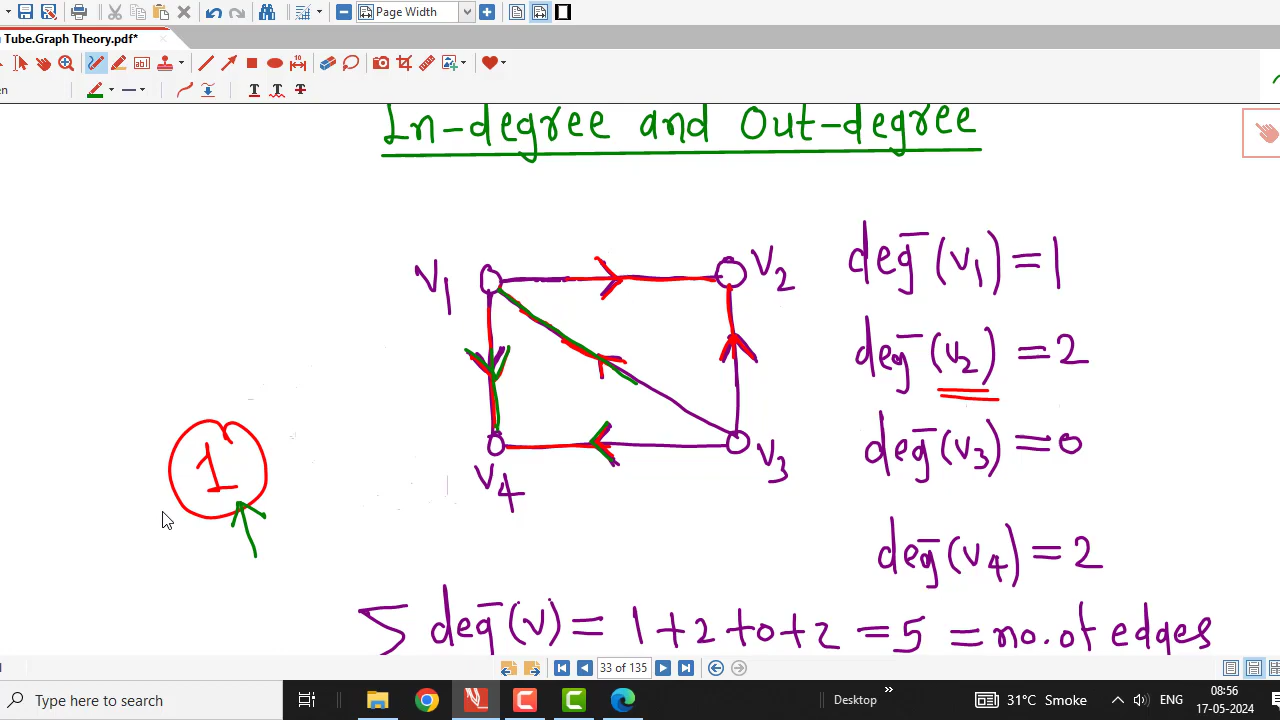 Page Width
Tube.Graph Theory.pdf*
10
In-degree and Out-degree
V1
V2
V3
V4
1
deg⁻(V1) = 1
deg⁻(V2) = 2
deg⁻(V3) = 0
deg⁻(V4) = 2
∑ deg⁻(V) = 1+2+0+2 = 5 = no. of edges
33 of 135
Type here to search
Desktop
31°C Smoke
ENG
08:56
17-05-2024